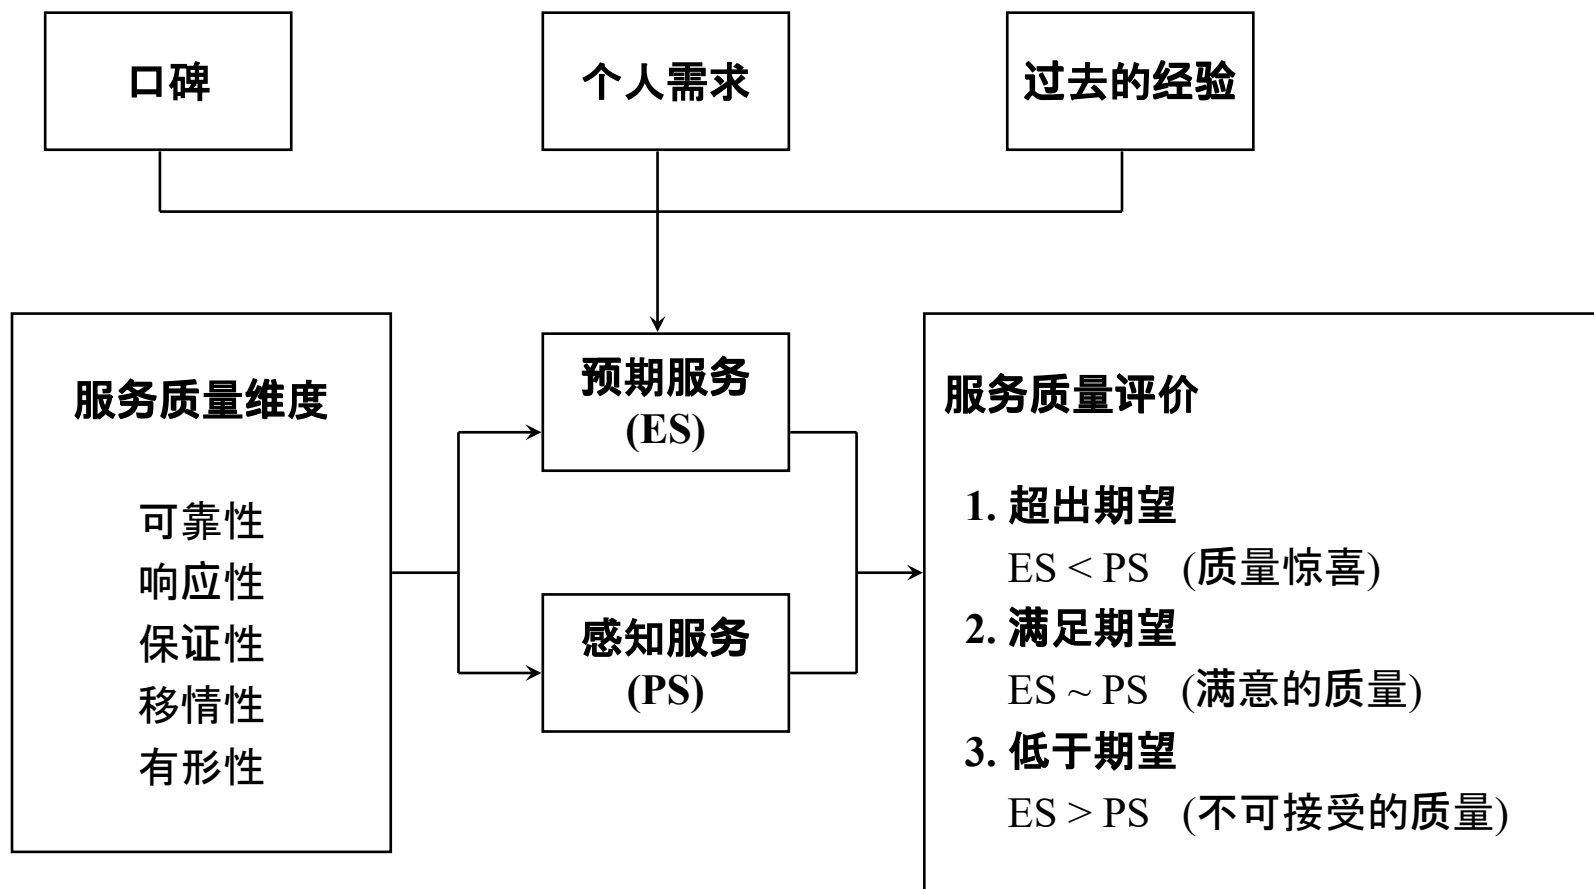 口碑
个人需求
过去的经验
服务质量维度
可靠性
响应性
保证性
移情性
有形性
预期服务
(ES)
感知服务
(PS)
服务质量评价
1. 超出期望
ES < PS (质量惊喜)
2. 满足期望
ES ~ PS (满意的质量)
3. 低于期望
ES > PS (不可接受的质量)